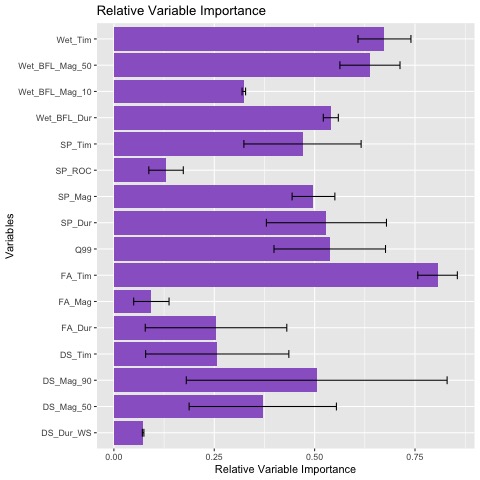 Relative Variable Importance
Variables
Wet_Tim
Wet_BFL_Mag_50
Wet_BFL_Mag_10
Wet_BFL_Dur
SP_Tim
SP_ROC
SP_Mag
SP_Dur
Q99
FA_Tim
FA_Mag
FA_Dur
DS_Tim
DS_Mag_90
DS_Mag_50
DS_Dur_WS
0.00 0.25 0.50 0.75
Relative Variable Importance